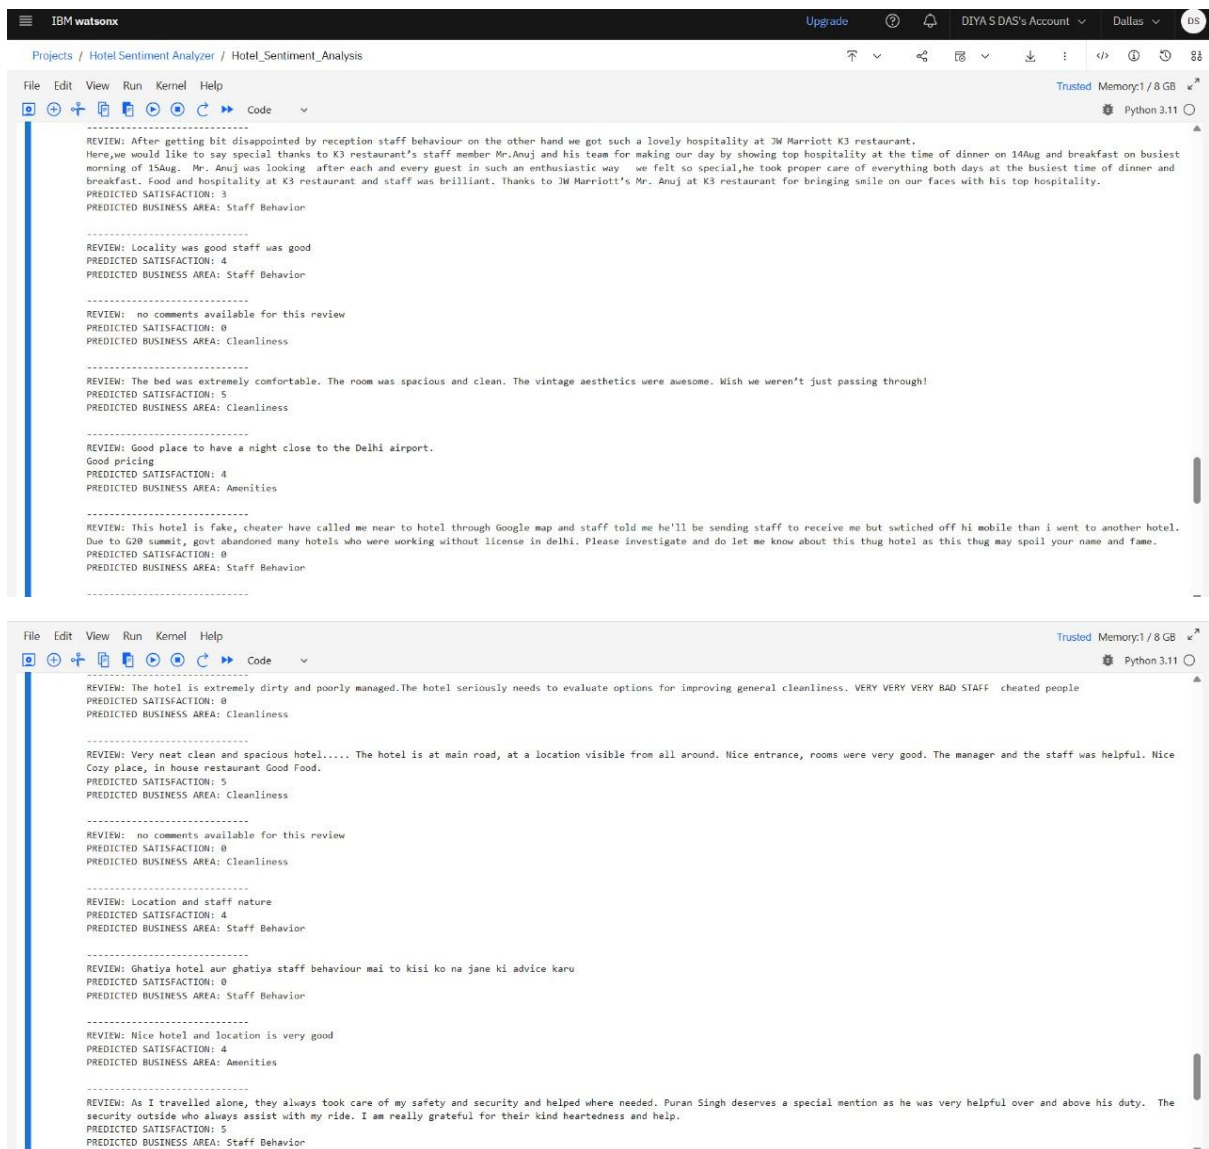 IBM watsonx
Upgrade
DIYA S DAS's Account
Dallas
DS
Projects / Hotel Sentiment Analyzer / Hotel_Sentiment_Analysis
File Edit View Run Kernel Help
Trusted Memory:1 / 8 GB
Code
Python 3.11
----------------------------
REVIEW: After getting bit disappointed by reception staff behaviour on the other hand we got such a lovely hospitality at JW Marriott K3 restaurant.
Here,we would like to say special thanks to K3 restaurant’s staff member Mr.Anuj and his team for making our day by showing top hospitality at the time of dinner on 14Aug and breakfast on busiest
morning of 15Aug. Mr. Anuj was looking after each and every guest in such an enthusiastic way we felt so special,he took proper care of everything both days at the busiest time of dinner and
breakfast. Food and hospitality at K3 restaurant and staff was brilliant. Thanks to JW Marriott’s Mr. Anuj at K3 restaurant for bringing smile on our faces with his top hospitality.
PREDICTED SATISFACTION: 3
PREDICTED BUSINESS AREA: Staff Behavior
----------------------------
REVIEW: Locality was good staff was good
PREDICTED SATISFACTION: 4
PREDICTED BUSINESS AREA: Staff Behavior
----------------------------
REVIEW: no comments available for this review
PREDICTED SATISFACTION: 0
PREDICTED BUSINESS AREA: Cleanliness
----------------------------
REVIEW: The bed was extremely comfortable. The room was spacious and clean. The vintage aesthetics were awesome. Wish we weren’t just passing through!
PREDICTED SATISFACTION: 5
PREDICTED BUSINESS AREA: Cleanliness
----------------------------
REVIEW: Good place to have a night close to the Delhi airport.
Good pricing
PREDICTED SATISFACTION: 4
PREDICTED BUSINESS AREA: Amenities
----------------------------
REVIEW: This hotel is fake, cheater have called me near to hotel through Google map and staff told me he'll be sending staff to receive me but swtiched off hi mobile than i went to another hotel.
Due to G20 summit, govt abandoned many hotels who were working without license in delhi. Please investigate and do let me know about this thug hotel as this thug may spoil your name and fame.
PREDICTED SATISFACTION: 0
PREDICTED BUSINESS AREA: Staff Behavior
----------------------------
File Edit View Run Kernel Help
Trusted Memory:1 / 8 GB
Code
Python 3.11
----------------------------
REVIEW: The hotel is extremely dirty and poorly managed.The hotel seriously needs to evaluate options for improving general cleanliness. VERY VERY VERY BAD STAFF cheated people
PREDICTED SATISFACTION: 0
PREDICTED BUSINESS AREA: Cleanliness
----------------------------
REVIEW: Very neat clean and spacious hotel..... The hotel is at main road, at a location visible from all around. Nice entrance, rooms were very good. The manager and the staff was helpful. Nice
Cozy place, in house restaurant Good Food.
PREDICTED SATISFACTION: 5
PREDICTED BUSINESS AREA: Cleanliness
----------------------------
REVIEW: no comments available for this review
PREDICTED SATISFACTION: 0
PREDICTED BUSINESS AREA: Cleanliness
----------------------------
REVIEW: Location and staff nature
PREDICTED SATISFACTION: 4
PREDICTED BUSINESS AREA: Staff Behavior
----------------------------
REVIEW: Ghatiya hotel aur ghatiya staff behaviour mai to kisi ko na jane ki advice karu
PREDICTED SATISFACTION: 0
PREDICTED BUSINESS AREA: Staff Behavior
----------------------------
REVIEW: Nice hotel and location is very good
PREDICTED SATISFACTION: 4
PREDICTED BUSINESS AREA: Amenities
----------------------------
REVIEW: As I travelled alone, they always took care of my safety and security and helped where needed. Puran Singh deserves a special mention as he was very helpful over and above his duty. The
security outside who always assist with my ride. I am really grateful for their kind heartedness and help.
PREDICTED SATISFACTION: 5
PREDICTED BUSINESS AREA: Staff Behavior